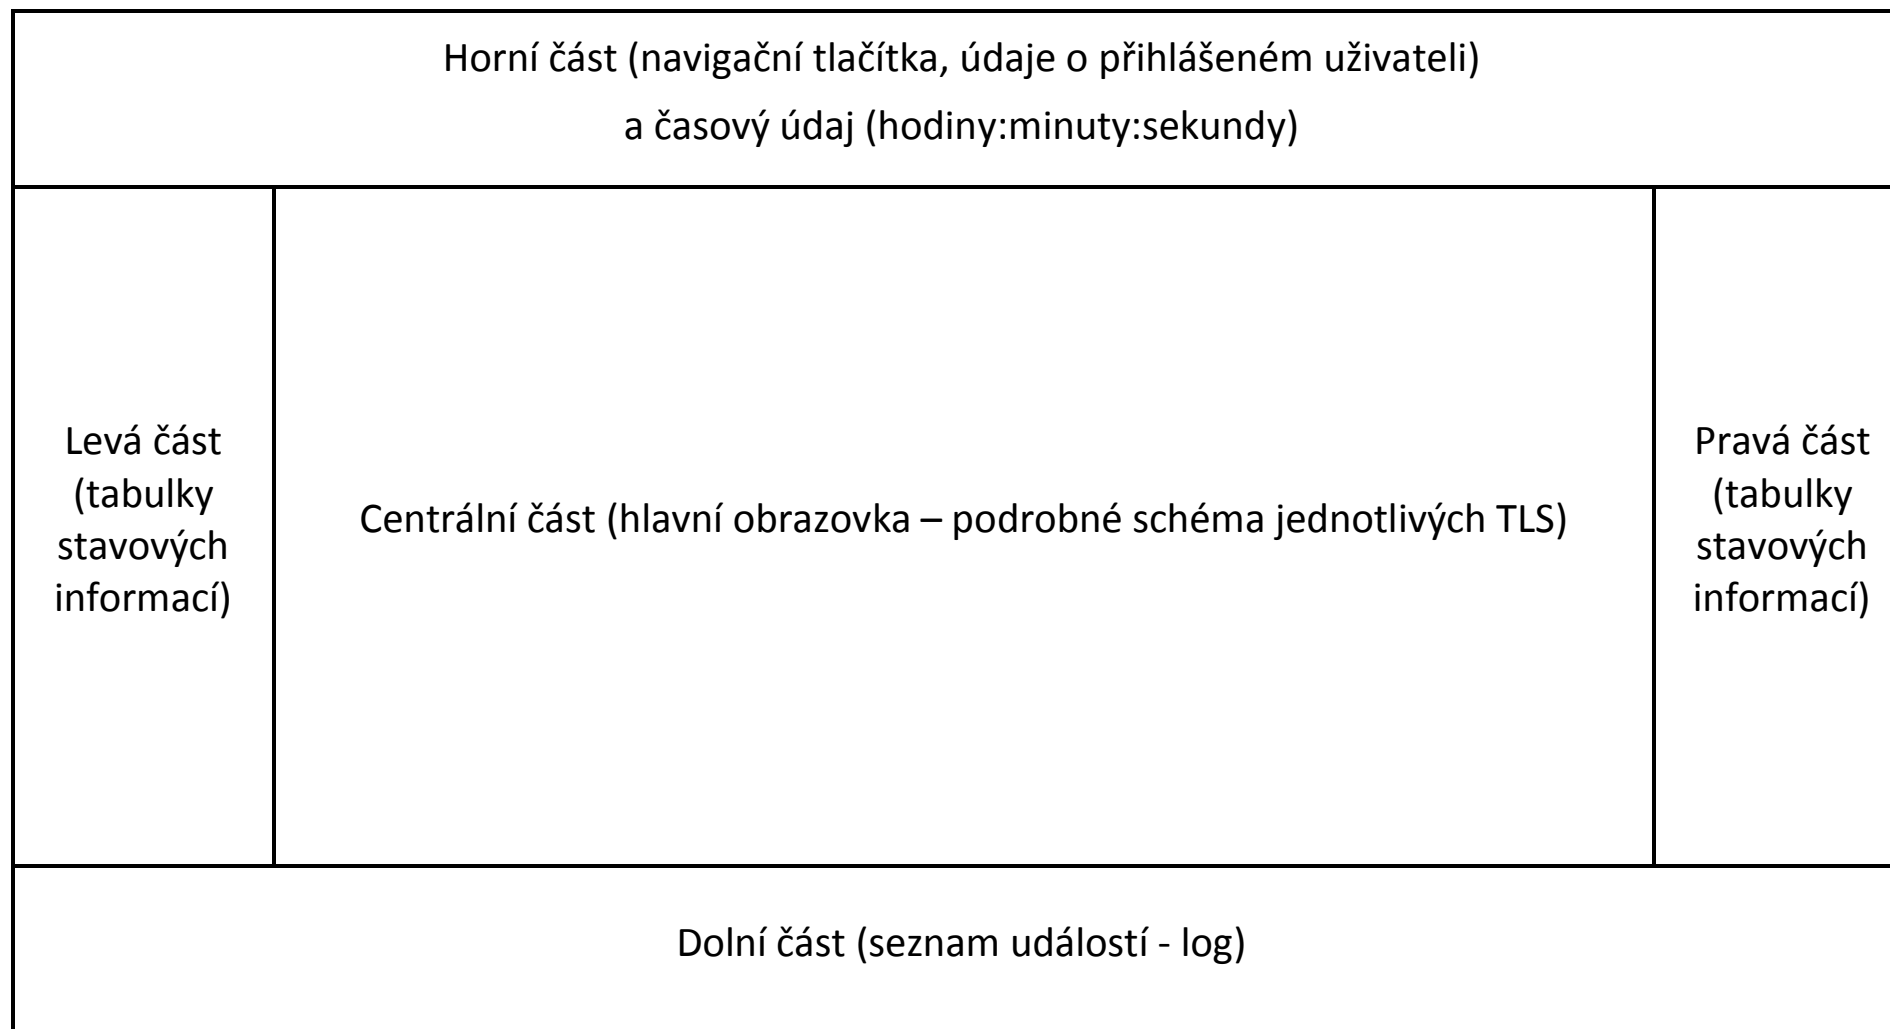 Horní část (navigační tlačítka, údaje o přihlášeném uživateli)
a časový údaj (hodiny:minuty:sekundy)
Levá část
(tabulky
stavových
informací)
Centrální část (hlavní obrazovka – podrobné schéma jednotlivých TLS)
Pravá část
(tabulky
stavových
informací)
Dolní část (seznam událostí - log)